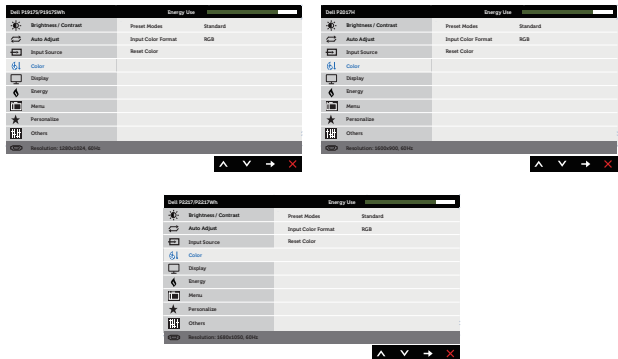 Dell P1917S/P1917SWh Energy Use
Brightness / Contrast Preset Modes Standard
Auto Adjust Input Color Format RGB
Input Source Reset Color
Color
Display
Energy
Menu
Personalize
Others
Resolution: 1280x1024, 60Hz
Dell P2017H Energy Use
Brightness / Contrast Preset Modes Standard
Auto Adjust Input Color Format RGB
Input Source Reset Color
Color
Display
Energy
Menu
Personalize
Others
Resolution: 1600x900, 60Hz
Dell P2217/P2217Wh Energy Use
Brightness / Contrast Preset Modes Standard
Auto Adjust Input Color Format RGB
Input Source Reset Color
Color
Display
Energy
Menu
Personalize
Others
Resolution: 1680x1050, 60Hz